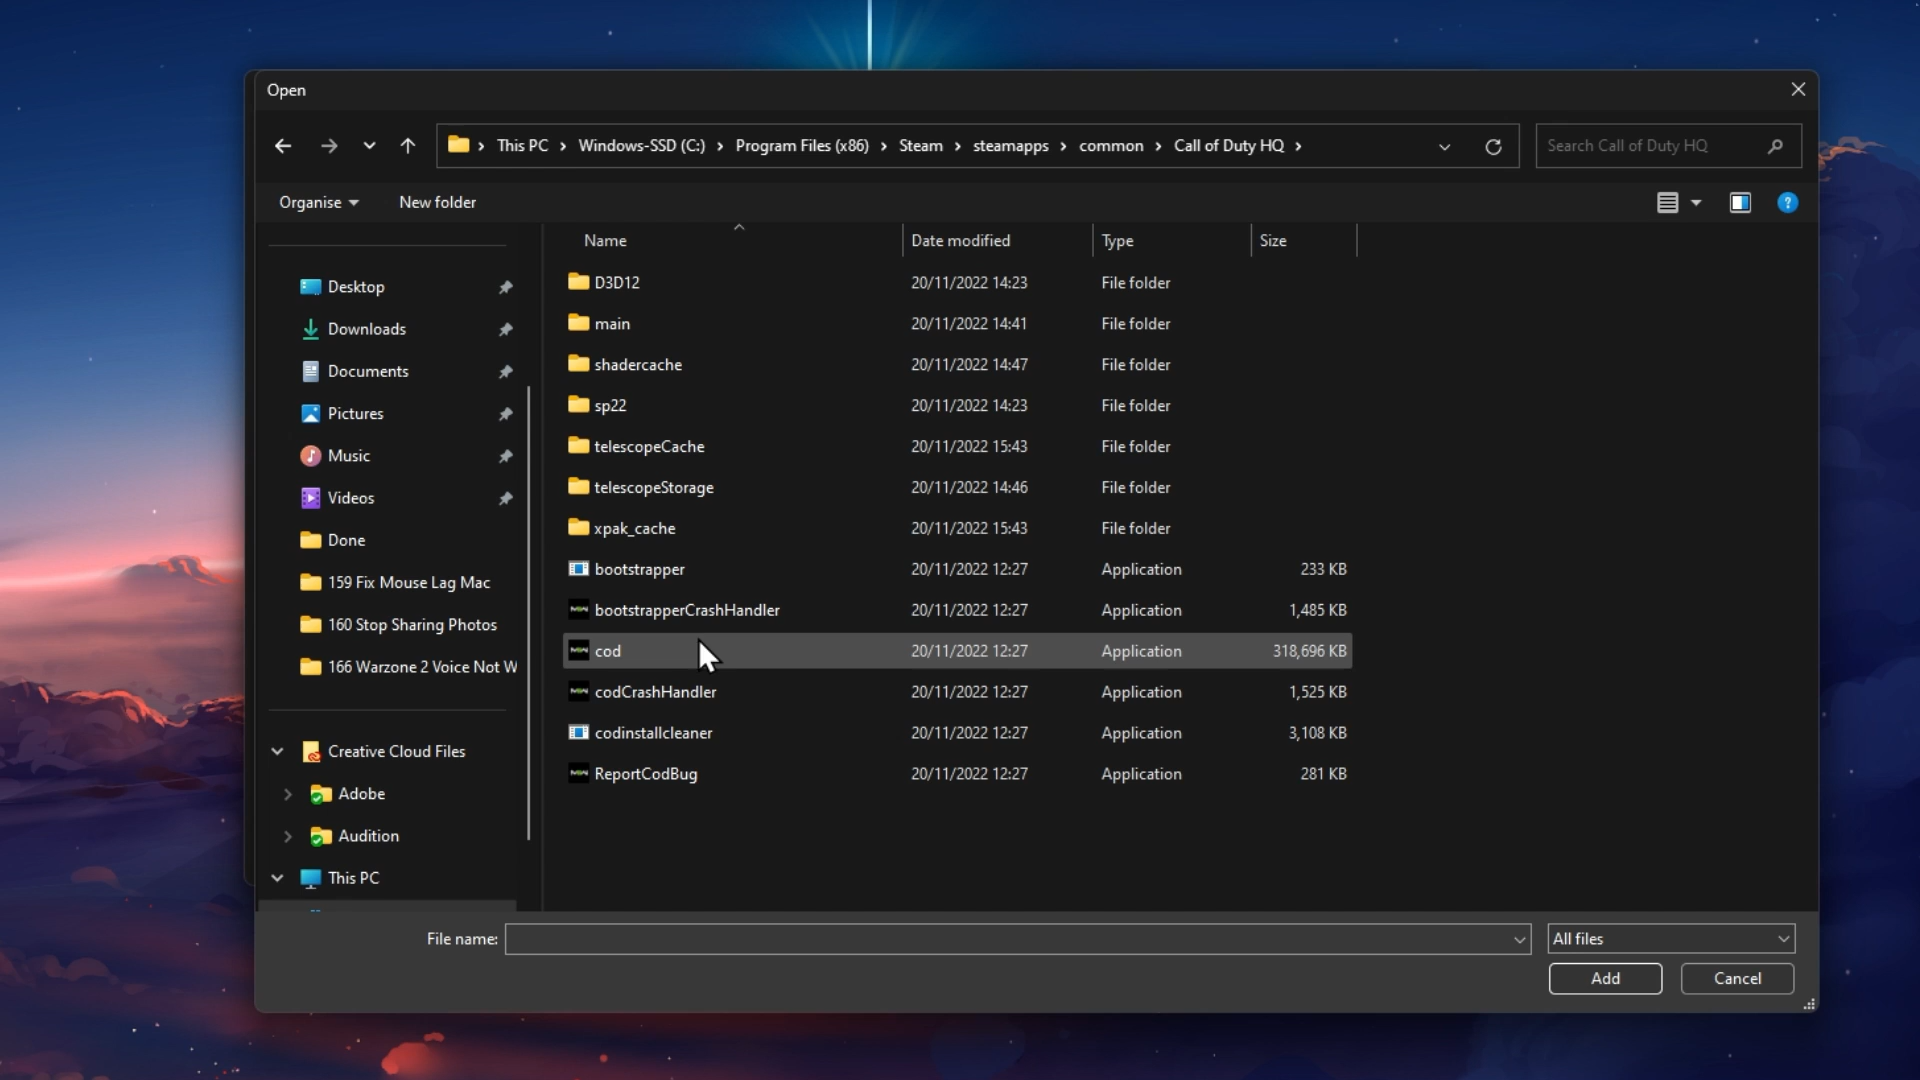 Open
This PC Windows-SSD (C:) Program Files (x86) Steam steamapps common Call of Duty HQ
Search Call of Duty HQ
Organise New folder
Name Date modified Type Size
Desktop
Downloads
Documents
Pictures
Music
Videos
Done
159 Fix Mouse Lag Mac
160 Stop Sharing Photos
166 Warzone 2 Voice Not W
Creative Cloud Files
Adobe
Audition
This PC
D3D12 20/11/2022 14:23 File folder
main 20/11/2022 14:41 File folder
shadercache 20/11/2022 14:47 File folder
sp22 20/11/2022 14:23 File folder
telescopeCache 20/11/2022 15:43 File folder
telescopeStorage 20/11/2022 14:46 File folder
xpak_cache 20/11/2022 15:43 File folder
bootstrapper 20/11/2022 12:27 Application 233 KB
bootstrapperCrashHandler 20/11/2022 12:27 Application 1,485 KB
cod 20/11/2022 12:27 Application 318,696 KB
codCrashHandler 20/11/2022 12:27 Application 1,525 KB
codinstallcleaner 20/11/2022 12:27 Application 3,108 KB
ReportCodBug 20/11/2022 12:27 Application 281 KB
File name:
All files
Add Cancel